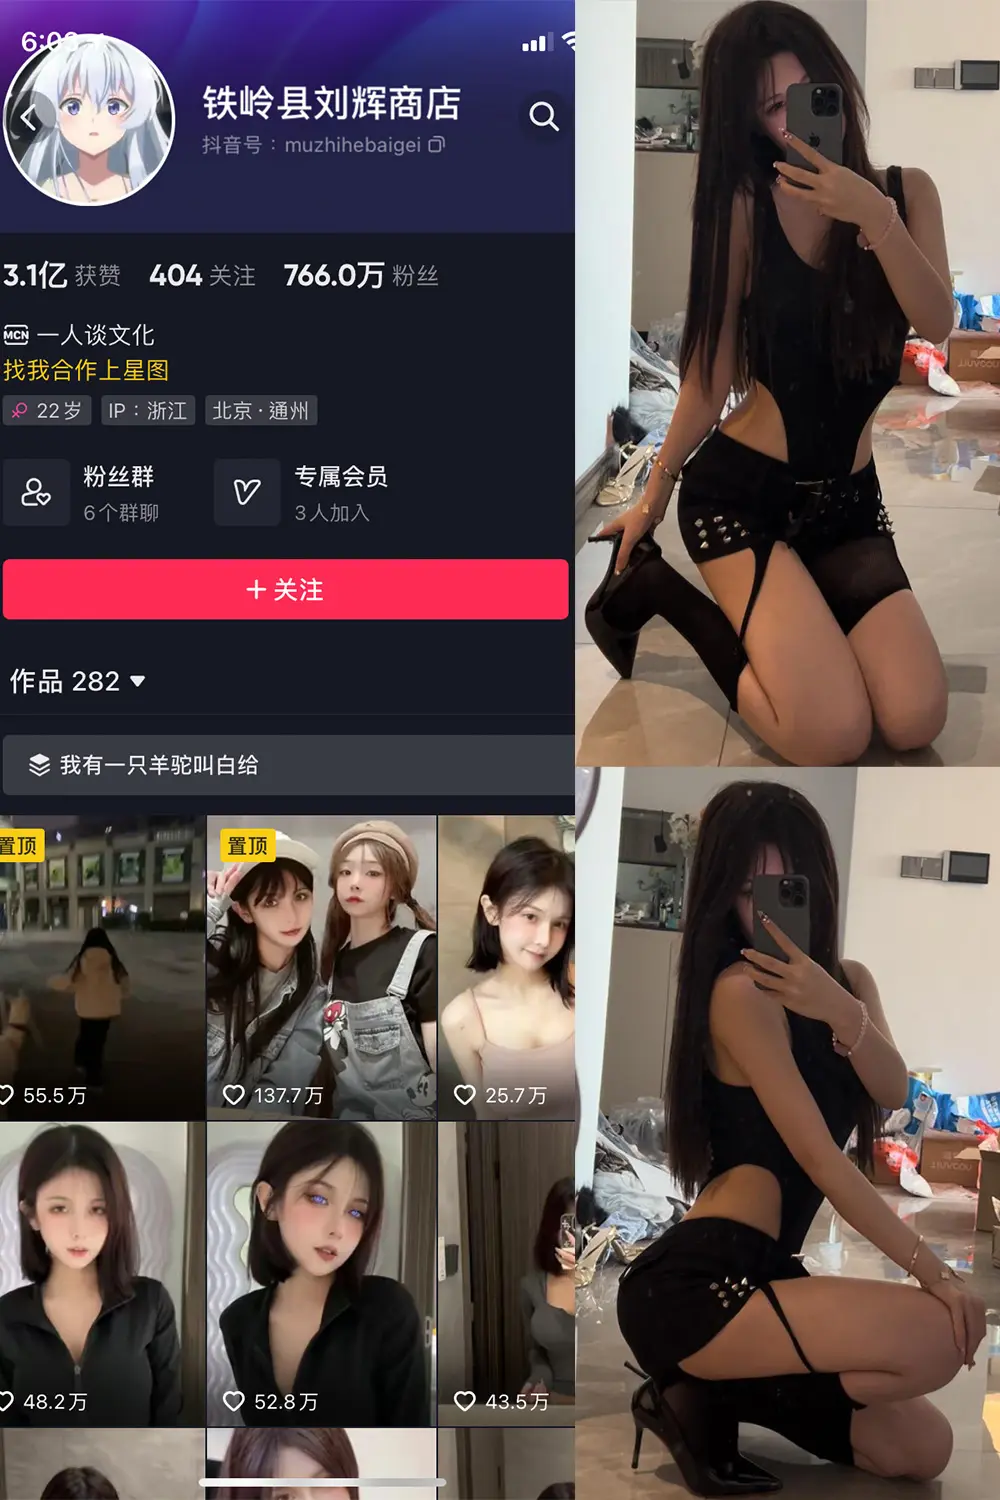 铁岭县刘辉商店
抖音号：muzhihebaigei
3.1亿 获赞 404 关注 766.0万 粉丝
MCN 一人谈文化
找我合作上星图
22岁 IP：浙江 北京·通州
粉丝群 专属会员
6个群聊 3人加入
+ 关注
作品 282
我有一只羊驼叫白给
置顶 置顶
55.5万 137.7万 25.7万
48.2万 52.8万 43.5万